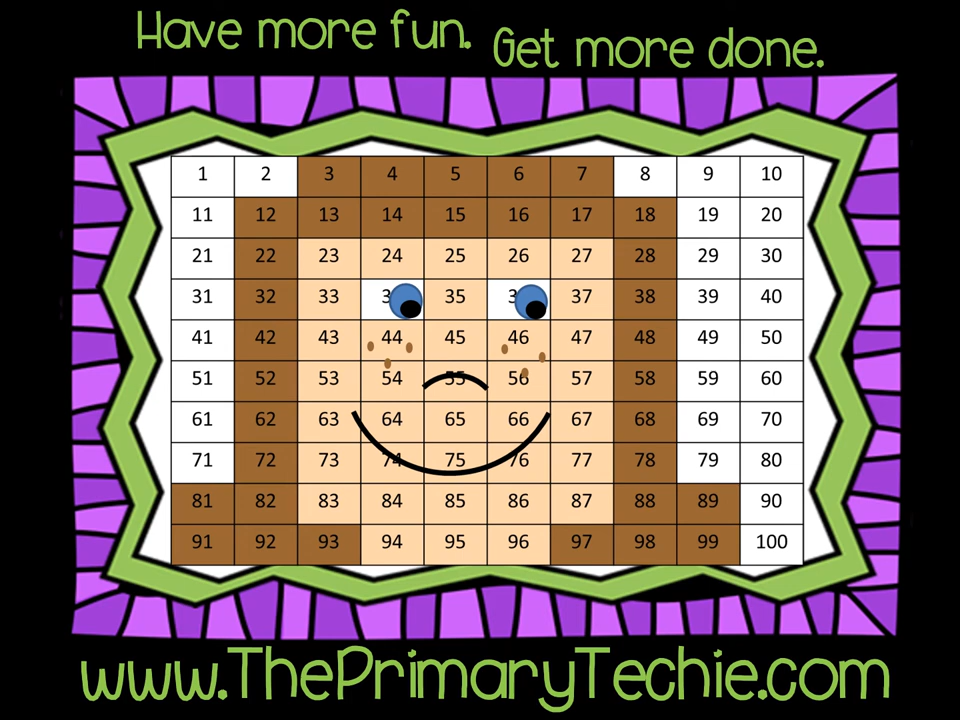 Have more fun. Get more done.
1 2 3 4 5 6 7 8 9 10
11 12 13 14 15 16 17 18 19 20
21 22 23 24 25 26 27 28 29 30
31 32 33 35 37 38 39 40
41 42 43 44 45 46 47 48 49 50
51 52 53 54 55 56 57 58 59 60
61 62 63 64 65 66 67 68 69 70
71 72 73 74 75 76 77 78 79 80
81 82 83 84 85 86 87 88 89 90
91 92 93 94 95 96 97 98 99 100
www.ThePrimaryTechie.com